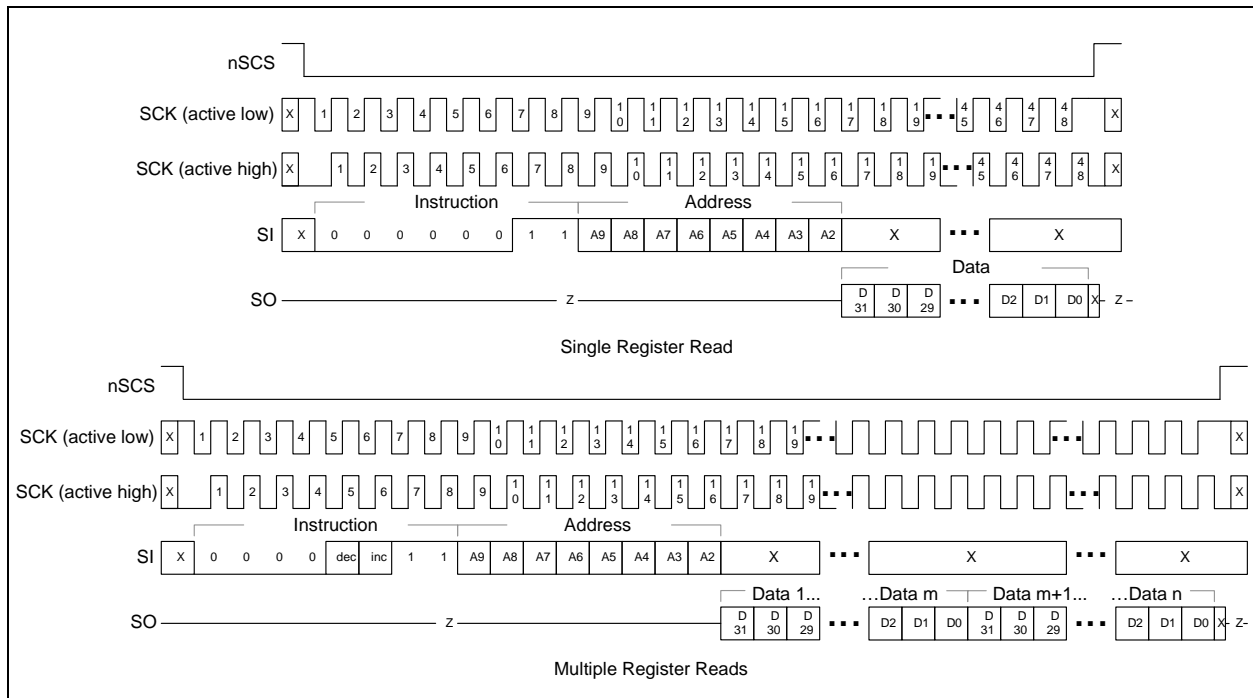 nSCS
SCK (active low) X 1 2 3 4 5 6 7 8 9 10 11 12 13 14 15 16 17 18 19 ... 45 46 47 48 X
SCK (active high) X 1 2 3 4 5 6 7 8 9 10 11 12 13 14 15 16 17 18 19 ... 45 46 47 48 X
Instruction Address
SI X 0 0 0 0 0 0 1 1 A9 A8 A7 A6 A5 A4 A3 A2 X ... X
Data
SO Z D31 D30 D29 ... D2 D1 D0 X Z
Single Register Read
nSCS
SCK (active low) X 1 2 3 4 5 6 7 8 9 10 11 12 13 14 15 16 17 18 19 ... ... X
SCK (active high) X 1 2 3 4 5 6 7 8 9 10 11 12 13 14 15 16 17 18 19 ... ... X
Instruction Address
SI X 0 0 0 0 dec inc 1 1 A9 A8 A7 A6 A5 A4 A3 A2 X ... X ... X
Data 1... ...Data m Data m+1... ...Data n
SO Z D31 D30 D29 ... D2 D1 D0 D31 D30 D29 ... D2 D1 D0 X Z
Multiple Register Reads